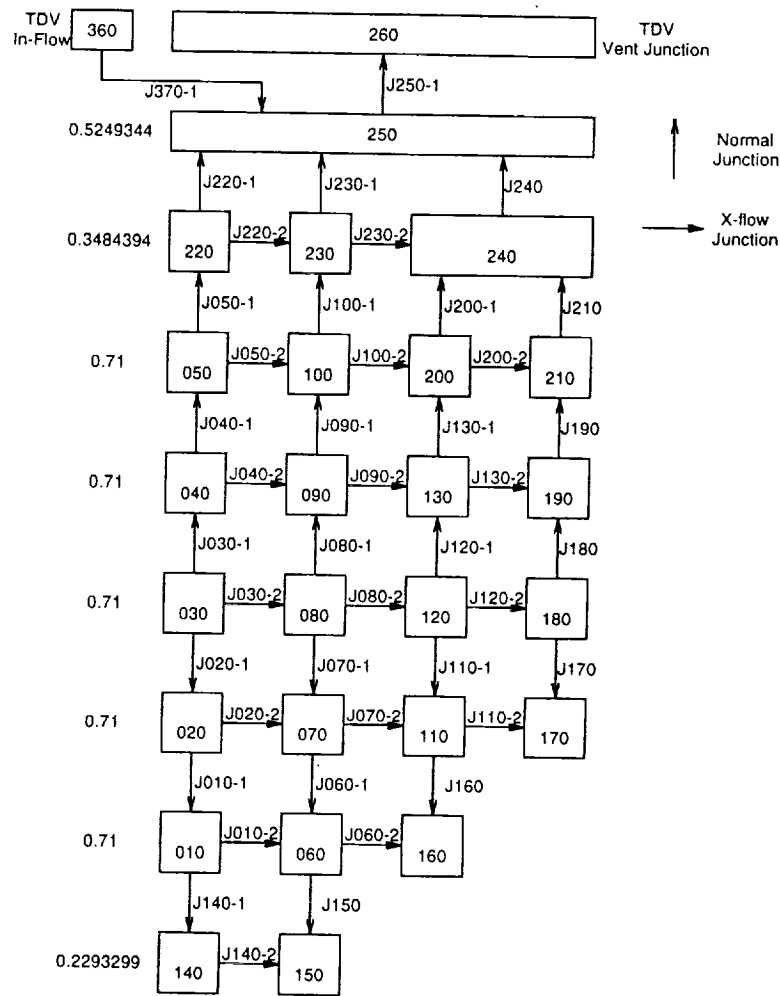 TDV
In-Flow
360
260
TDV
Vent Junction
J370-1
J250-1
0.5249344
250
Normal
Junction
J220-1
J230-1
J240
0.3484394
220
J220-2
230
J230-2
240
X-flow
Junction
J050-1
J100-1
J200-1
J210
0.71
050
J050-2
100
J100-2
200
J200-2
210
J040-1
J090-1
J130-1
J190
0.71
040
J040-2
090
J090-2
130
J130-2
190
J030-1
J080-1
J120-1
J180
0.71
030
J030-2
080
J080-2
120
J120-2
180
J020-1
J070-1
J110-1
J170
0.71
020
J020-2
070
J070-2
110
J110-2
170
J010-1
J060-1
J160
0.71
010
J010-2
060
J060-2
160
J140-1
J150
0.2293299
140
J140-2
150